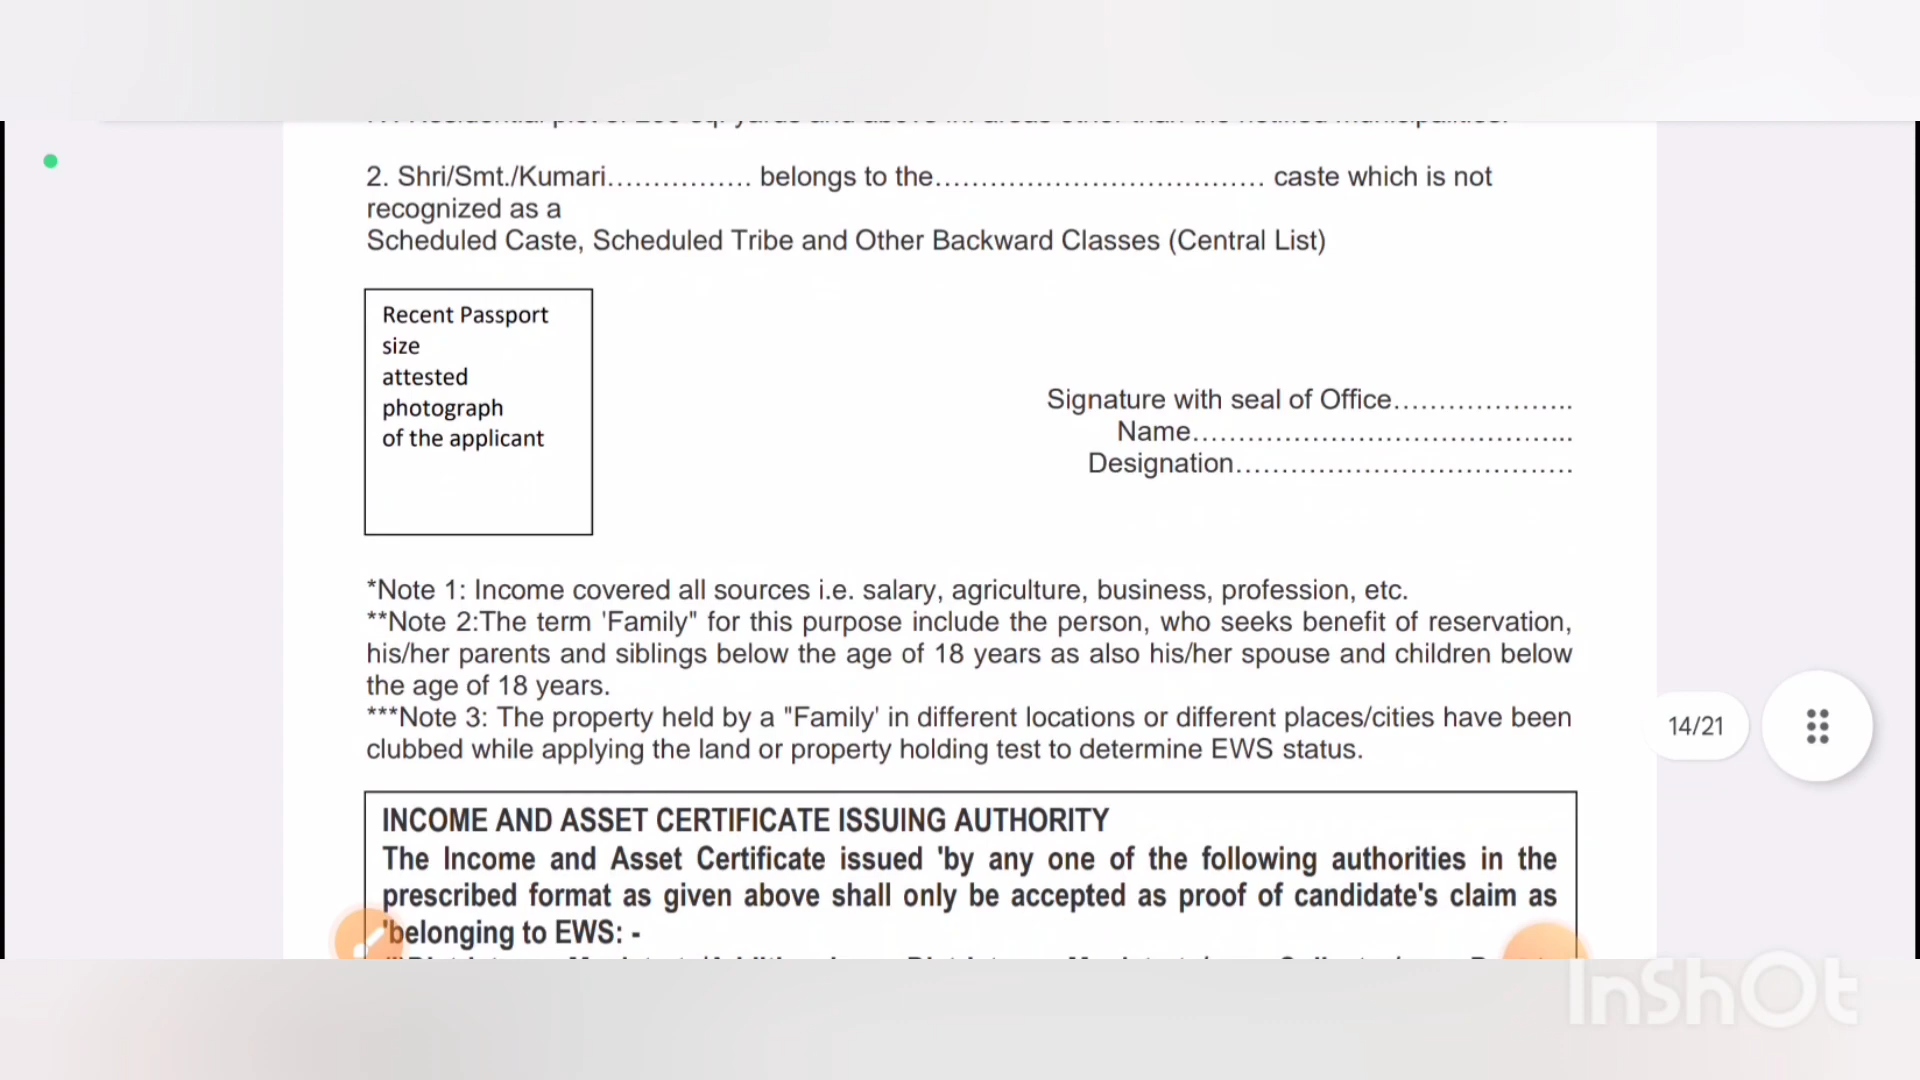 2. Shri/Smt./Kumari................ belongs to the.................................... caste which is not
recognized as a
Scheduled Caste, Scheduled Tribe and Other Backward Classes (Central List)
Recent Passport
size
attested
photograph
of the applicant
Signature with seal of Office....................
Name..........................................
Designation.....................................
*Note 1: Income covered all sources i.e. salary, agriculture, business, profession, etc.
**Note 2:The term 'Family" for this purpose include the person, who seeks benefit of reservation,
his/her parents and siblings below the age of 18 years as also his/her spouse and children below
the age of 18 years.
***Note 3: The property held by a "Family' in different locations or different places/cities have been
clubbed while applying the land or property holding test to determine EWS status.
14/21
INCOME AND ASSET CERTIFICATE ISSUING AUTHORITY
The Income and Asset Certificate issued 'by any one of the following authorities in the
prescribed format as given above shall only be accepted as proof of candidate's claim as
'belonging to EWS: -
InShOt